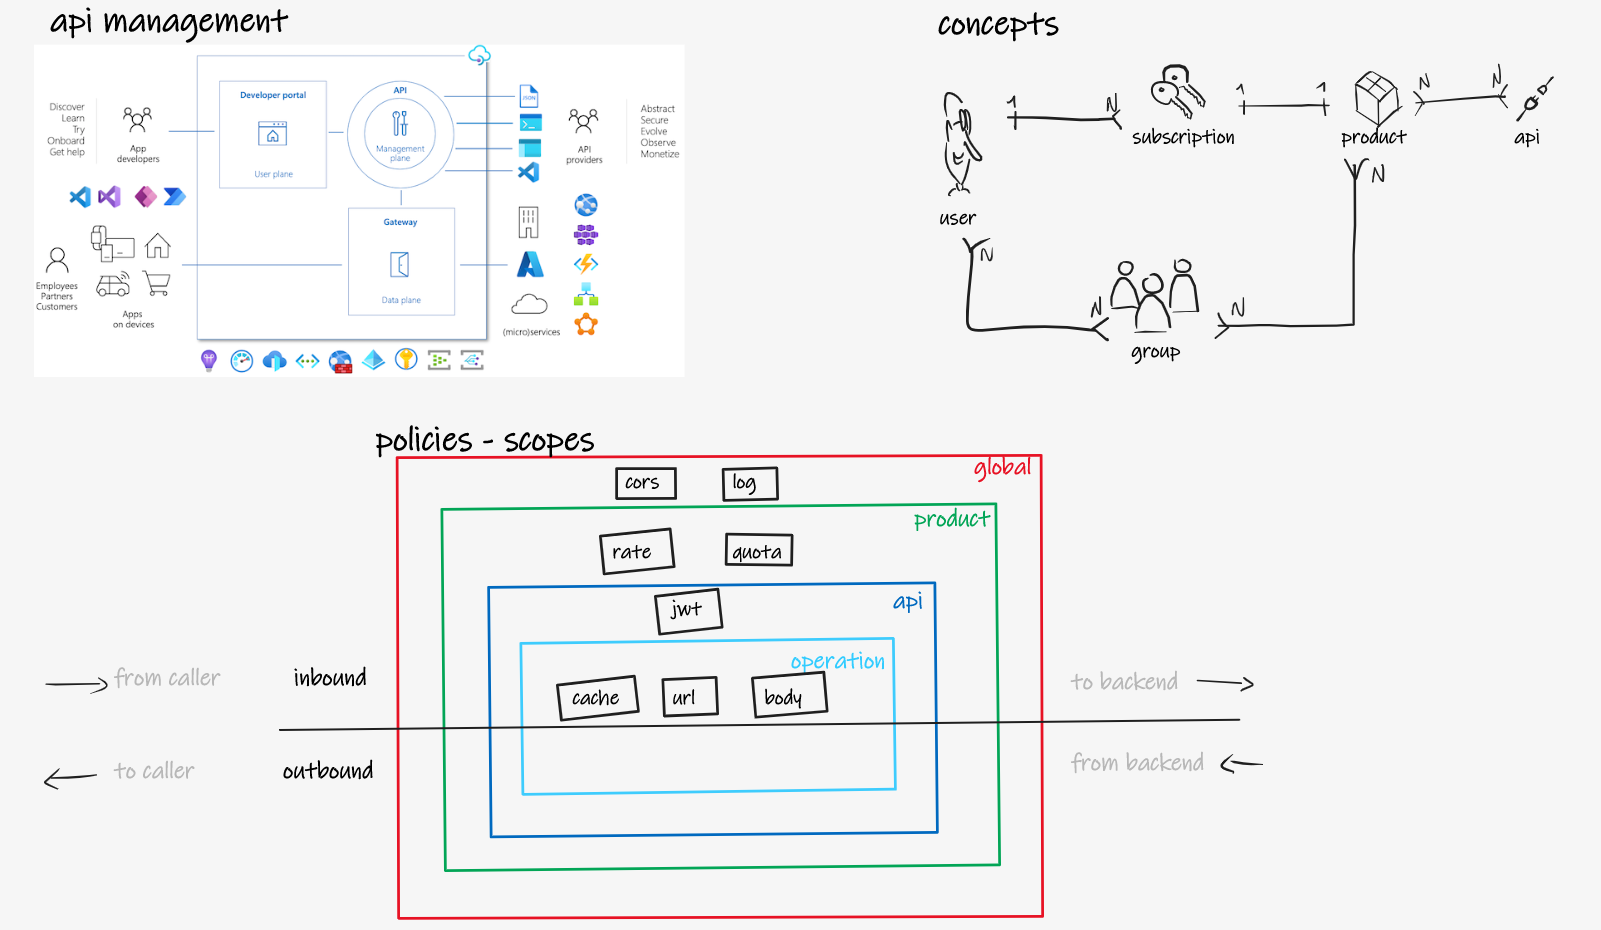 api management
Discover
Learn
Try
Onboard
Get help
App
developers
Developer portal
User plane
API
Management
plane
JSON
API
providers
Abstract
Secure
Evolve
Observe
Monetize
Gateway
Data plane
Employees
Partners
Customers
Apps
on devices
(micro)services
concepts
user
1
N
subscription
1
1
product
N
N
api
N
N
group
N
N
policies - scopes
global
cors
log
product
rate
quota
api
jwt
operation
cache
url
body
from caller
inbound
to backend
to caller
outbound
from backend